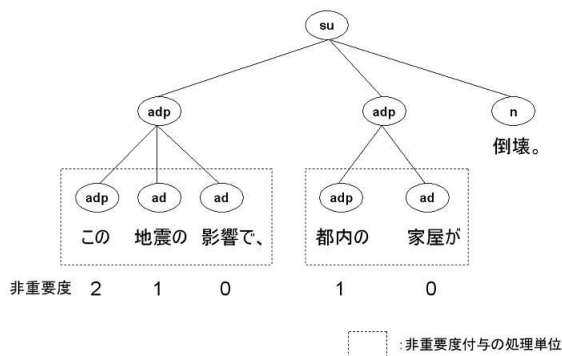 su
adp adp n
倒壊。
adp ad ad adp ad
この 地震の 影響で、 都内の 家屋が
非重要度 2 1 0 1 0
:非重要度付与の処理単位